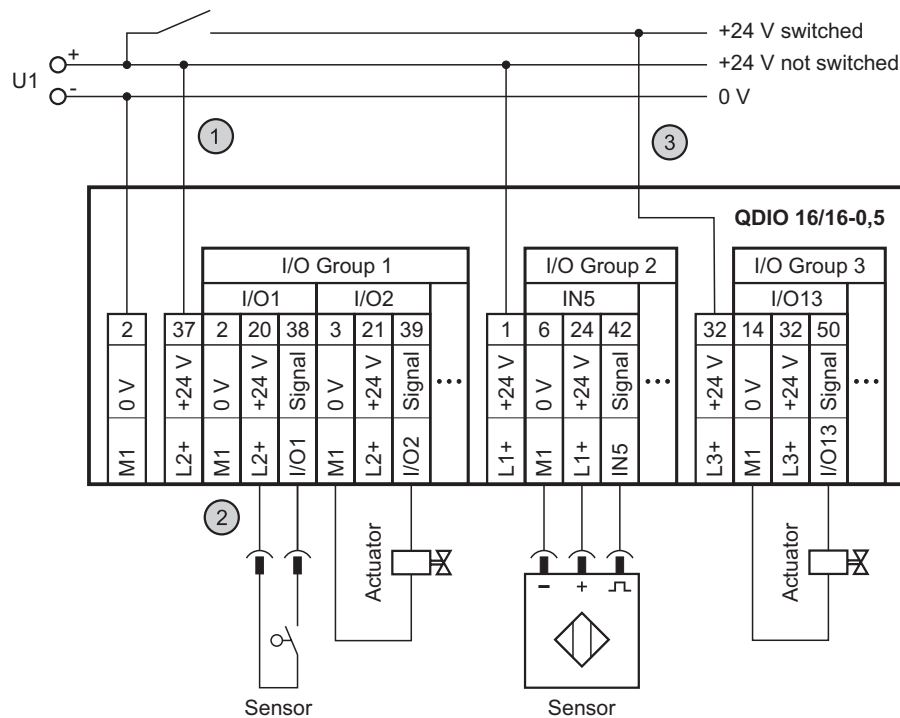 +24 V switched
U1
+
+24 V not switched
-
0 V
1
3
QDIO 16/16-0,5
I/O Group 1
I/O Group 2
I/O Group 3
I/O1
I/O2
IN5
I/O13
2
37
2
20
38
3
21
39
1
6
24
42
32
14
32
50
0 V
+24 V
0 V
+24 V
Signal
0 V
+24 V
Signal
...
+24 V
0 V
+24 V
Signal
...
+24 V
0 V
+24 V
Signal
...
M1
L2+
M1
L2+
I/O1
M1
L2+
I/O2
L1+
M1
L1+
IN5
L3+
M1
L3+
I/O13
2
Actuator
Actuator
-
+
Sensor
Sensor